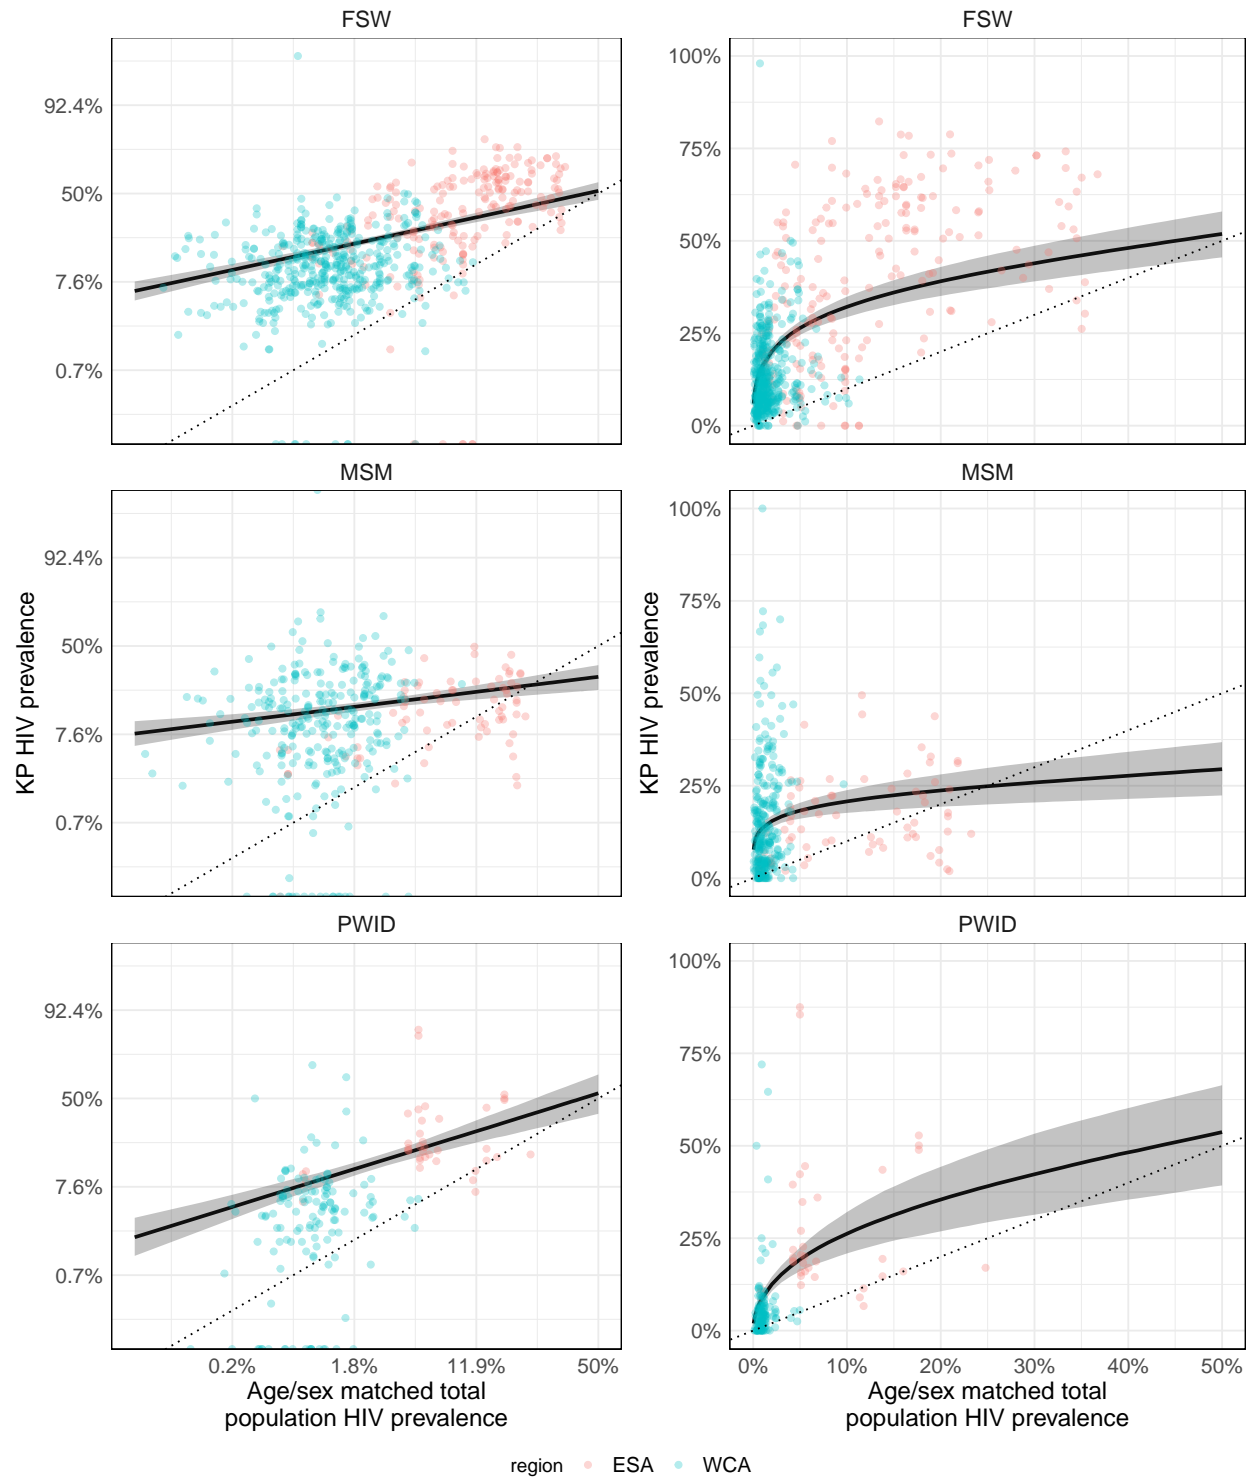 FSW
FSW
92.4%
50%
7.6%
0.7%
100%
75%
50%
25%
0%
MSM
MSM
92.4%
50%
7.6%
0.7%
100%
75%
50%
25%
0%
KP HIV prevalence
KP HIV prevalence
PWID
PWID
92.4%
50%
7.6%
0.7%
100%
75%
50%
25%
0%
0.2%
1.8%
11.9%
50%
0%
10%
20%
30%
40%
50%
Age/sex matched total
population HIV prevalence
Age/sex matched total
population HIV prevalence
region ESA WCA